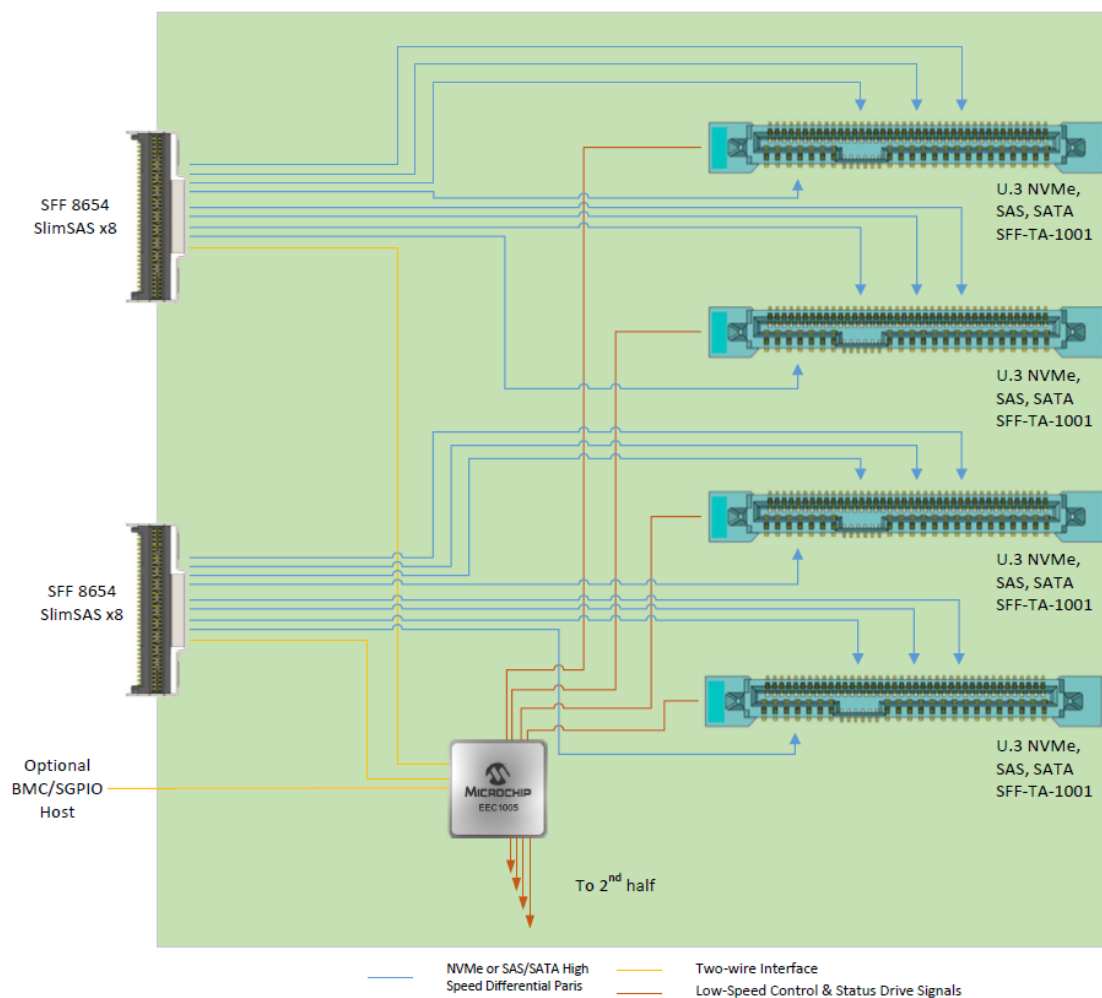 SFF 8654
SlimSAS x8
U.3 NVMe,
SAS, SATA
SFF-TA-1001
U.3 NVMe,
SAS, SATA
SFF-TA-1001
SFF 8654
SlimSAS x8
U.3 NVMe,
SAS, SATA
SFF-TA-1001
U.3 NVMe,
SAS, SATA
SFF-TA-1001
Optional
BMC/SGPIO
Host
MICROCHIP
EEC1005
To 2nd half
NVMe or SAS/SATA High
Speed Differential Paris
Two-wire Interface
Low-Speed Control & Status Drive Signals